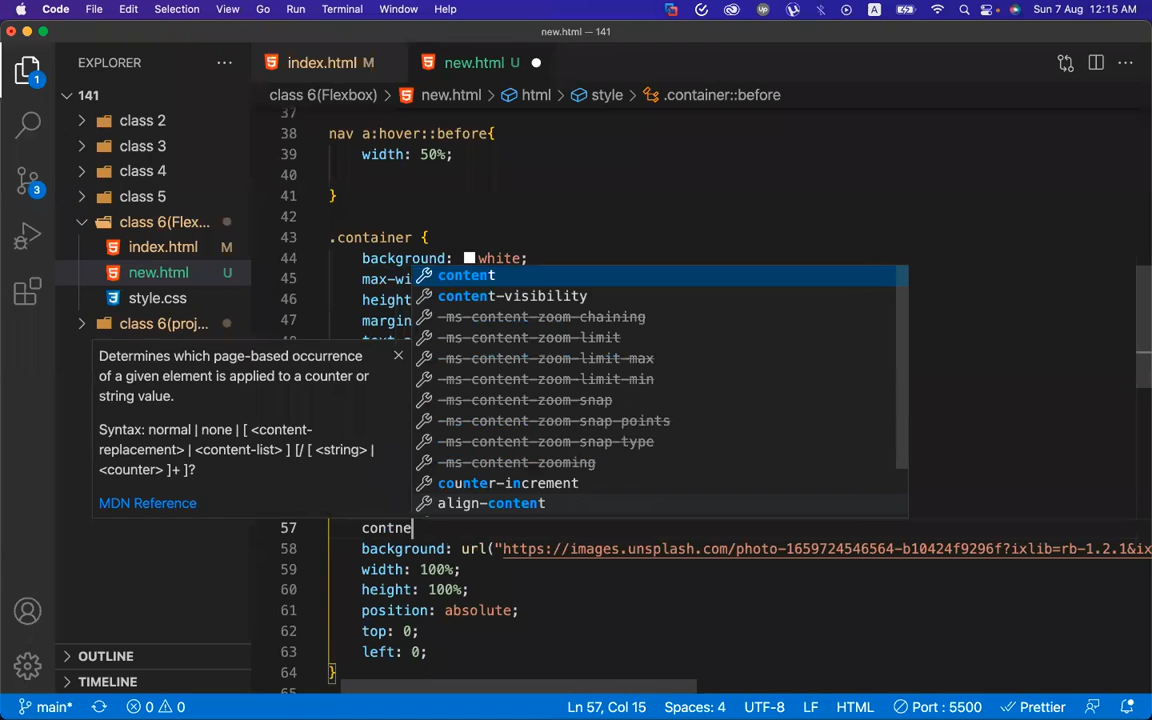 Code File Edit Selection View Go Run Terminal Window Help Up A Sun 7 Aug 12:15 AM
new.html — 141
EXPLORER ... index.html M new.html U
1
141
class 6(Flexbox) > new.html > html > style > .container::before
class 2
class 3
class 4
class 5
class 6(Flex...
index.html M
new.html U
style.css
class 6(proj...
3
37
38 nav a:hover::before{
39 width: 50%;
40
41 }
42
43 .container {
44 background: white;
45 max-wi
46 height
47 margin
content
content-visibility
-ms-content-zoom-chaining
-ms-content-zoom-limit
-ms-content-zoom-limit-max
-ms-content-zoom-limit-min
-ms-content-zoom-snap
-ms-content-zoom-snap-points
-ms-content-zoom-snap-type
-ms-content-zooming
counter-increment
align-content
Determines which page-based occurrence
of a given element is applied to a counter or
string value.
Syntax: normal | none | [ <content-
replacement> | <content-list> ] [/ [ <string> |
<counter> ]+ ]?
MDN Reference
57 contne
58 background: url("https://images.unsplash.com/photo-1659724546564-b10424f9296f?ixlib=rb-1.2.1&ix
59 width: 100%;
60 height: 100%;
61 position: absolute;
62 top: 0;
63 left: 0;
64 }
65
OUTLINE
TIMELINE
main* 0 0 Ln 57, Col 15 Spaces: 4 UTF-8 LF HTML Port : 5500 Prettier